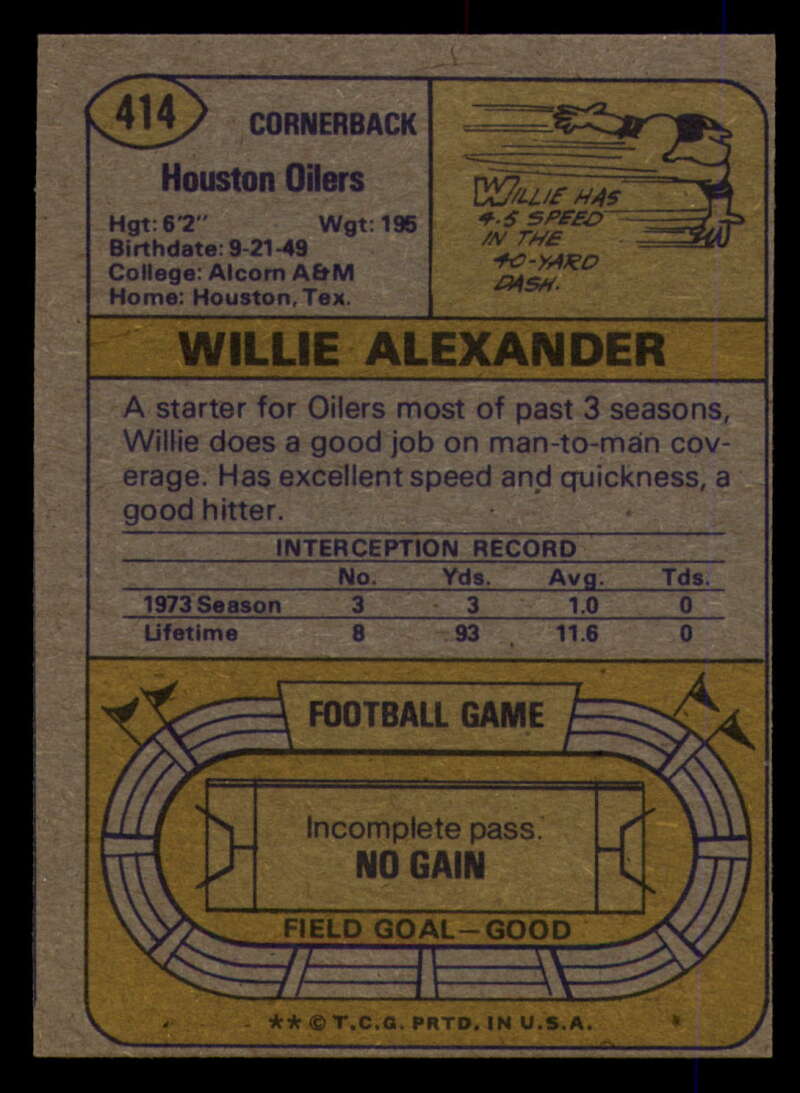 414
CORNERBACK
Houston Oilers
Hgt: 6'2" Wgt: 195
Birthdate: 9-21-49
College: Alcorn A&M
Home: Houston, Tex.
WILLIE HAS
4.5 SPEED
IN THE
40-YARD
DASH.
WILLIE ALEXANDER
A starter for Oilers most of past 3 seasons,
Willie does a good job on man-to-man cov-
erage. Has excellent speed and quickness, a
good hitter.
INTERCEPTION RECORD
No. Yds. Avg. Tds.
1973 Season 3 3 1.0 0
Lifetime 8 93 11.6 0
FOOTBALL GAME
Incomplete pass.
NO GAIN
FIELD GOAL—GOOD
** © T.C.G. PRTD. IN U.S.A.